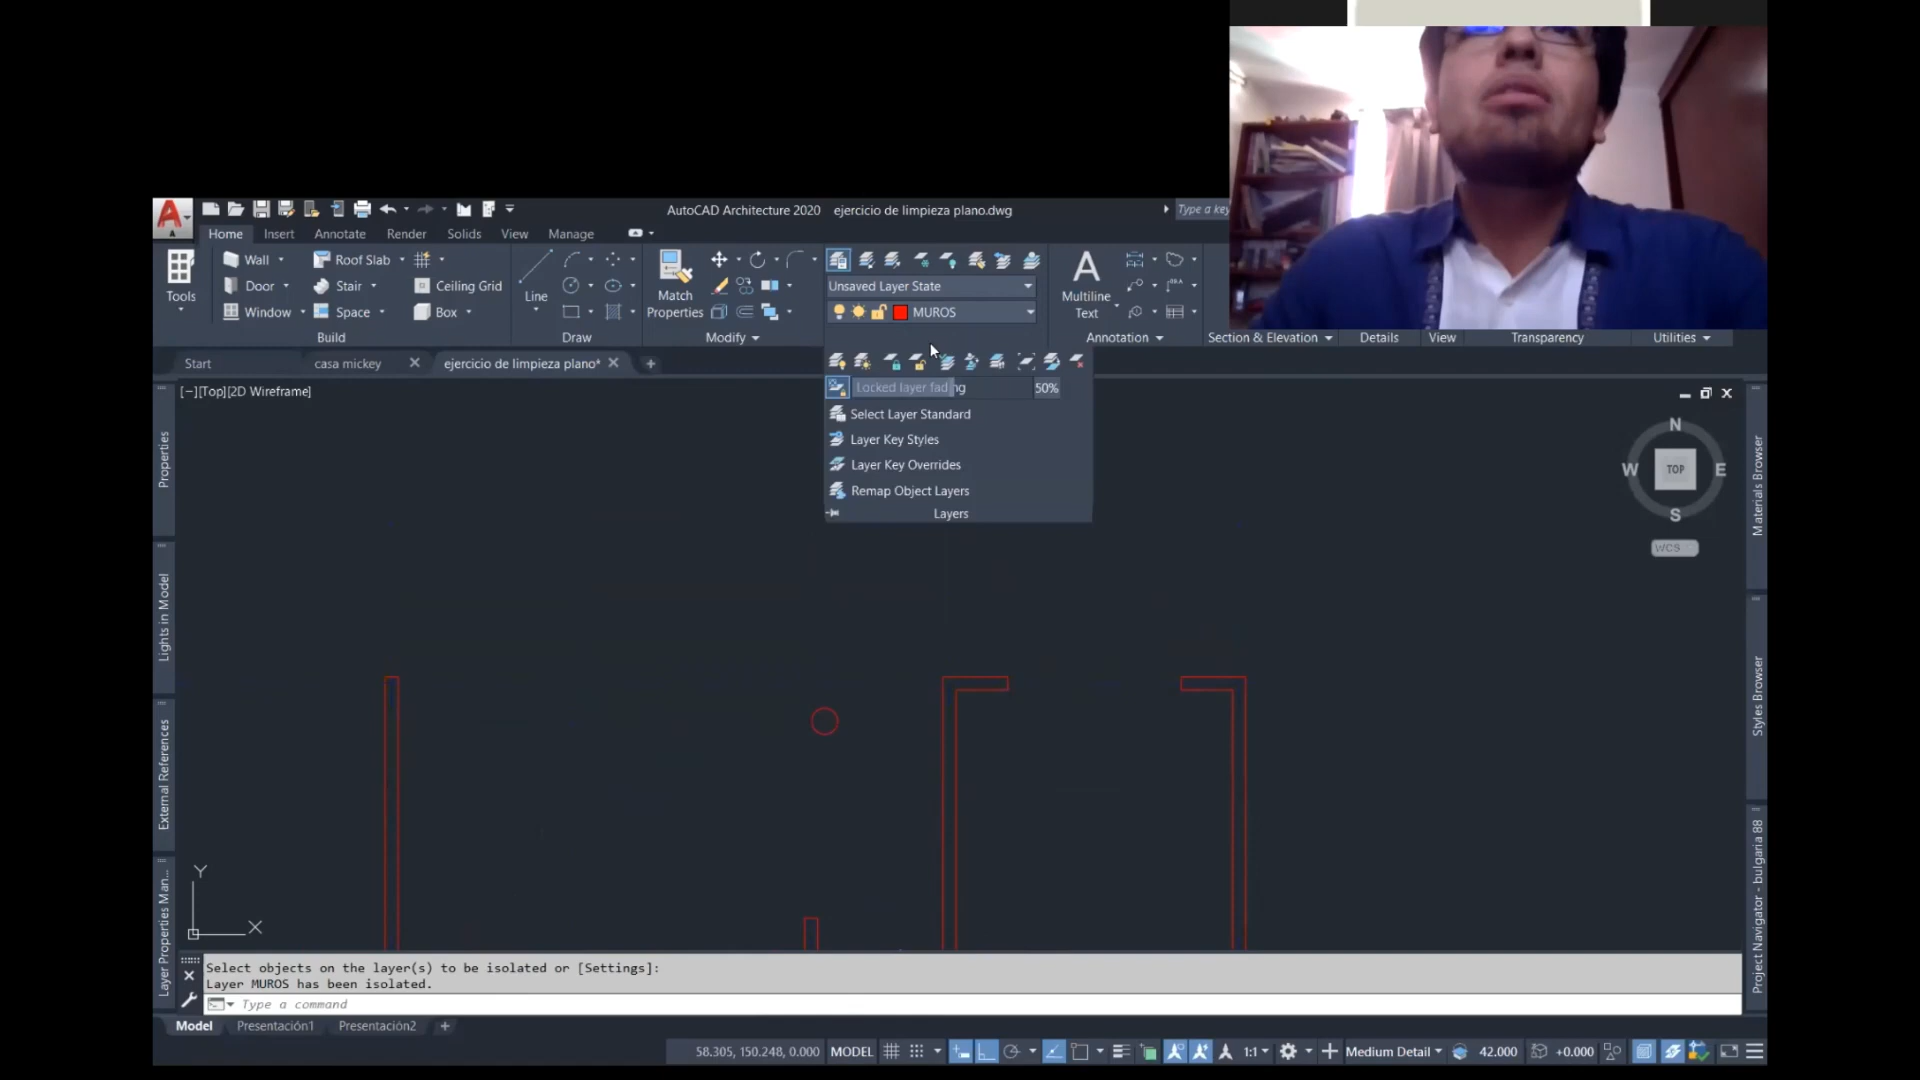 AutoCAD Architecture 2020 ejercicio de limpieza plano.dwg
Type a key
Home Insert Annotate Render Solids View Manage
Wall Roof Slab
Tools Door Stair Ceiling Grid
Window Space Box
Line
Match
Properties
Unsaved Layer State
MUROS
Multiline
Text
Build Draw Modify Annotation Section & Elevation Details View Transparency Utilities
Start casa mickey ejercicio de limpieza plano*
Locked layer fading 50%
Select Layer Standard
Layer Key Styles
Layer Key Overrides
Remap Object Layers
Layers
[−][Top][2D Wireframe]
N
W TOP E
S
WCS
Properties
Lights in Model
External References
Layer Properties Man...
Materials Browser
Styles Browser
Project Navigator - bulgaria 88
Y
X
Select objects on the layer(s) to be isolated or [Settings]:
Layer MUROS has been isolated.
Type a command
Model Presentación1 Presentación2
58.305, 150.248, 0.000 MODEL 1:1 Medium Detail 42.000 +0.000